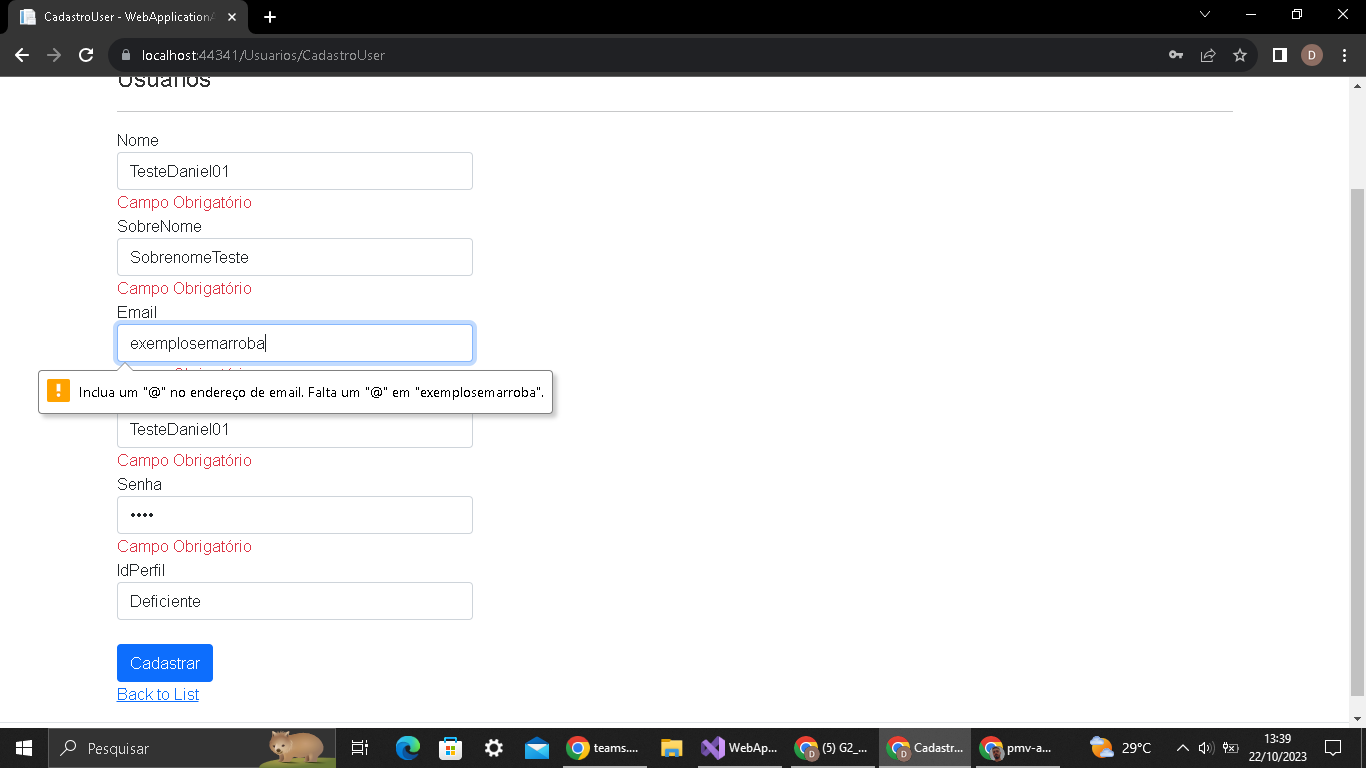 CadastroUser - WebApplicationA
localhost:44341/Usuarios/CadastroUser
D
Usuarios
Nome
TesteDaniel01
Campo Obrigatório
SobreNome
SobrenomeTeste
Campo Obrigatório
Email
exemplosemarroba
Inclua um "@" no endereço de email. Falta um "@" em "exemplosemarroba".
TesteDaniel01
Campo Obrigatório
Senha
••••
Campo Obrigatório
IdPerfil
Deficiente
Cadastrar
Back to List
Pesquisar
teams....
WebAp...
(5) G2_...
Cadastr...
pmv-a...
29°C
13:39
22/10/2023